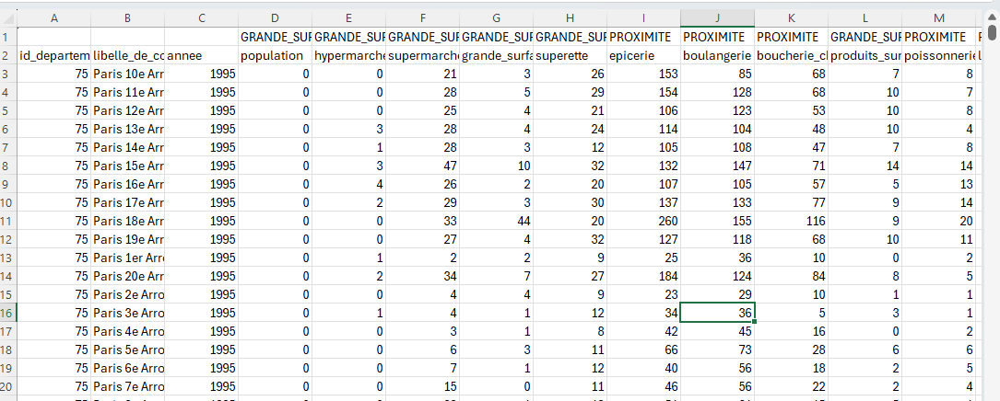 A B C D E F G H I J K L M
1 GRANDE_SUF GRANDE_SUF GRANDE_SUF GRANDE_SUF GRANDE_SUF PROXIMITE PROXIMITE PROXIMITE GRANDE_SUF PROXIMITE F
2 id_departem libelle_de_co annee population hypermarche supermarche grande_surfa superette epicerie boulangerie boucherie_cl produits_sur poissonnerie l
3 75 Paris 10e Arr 1995 0 0 21 3 26 153 85 68 7 8
4 75 Paris 11e Arr 1995 0 0 28 5 29 154 128 68 10 7
5 75 Paris 12e Arr 1995 0 0 25 4 21 106 123 53 10 8
6 75 Paris 13e Arr 1995 0 3 28 4 24 114 104 48 10 4
7 75 Paris 14e Arr 1995 0 1 28 3 12 105 108 47 7 8
8 75 Paris 15e Arr 1995 0 3 47 10 32 132 147 71 14 14
9 75 Paris 16e Arr 1995 0 4 26 2 20 107 105 57 5 13
10 75 Paris 17e Arr 1995 0 2 29 3 30 137 133 77 9 14
11 75 Paris 18e Arr 1995 0 0 33 44 20 260 155 116 9 20
12 75 Paris 19e Arr 1995 0 0 27 4 32 127 118 68 10 11
13 75 Paris 1er Arr 1995 0 1 2 2 9 25 36 10 0 2
14 75 Paris 20e Arr 1995 0 2 34 7 27 184 124 84 8 5
15 75 Paris 2e Arro 1995 0 0 4 4 9 23 29 10 1 1
16 75 Paris 3e Arro 1995 0 1 4 1 12 34 36 5 3 1
17 75 Paris 4e Arro 1995 0 0 3 1 8 42 45 16 0 2
18 75 Paris 5e Arro 1995 0 0 6 3 11 66 73 28 6 6
19 75 Paris 6e Arro 1995 0 0 7 1 12 40 56 18 2 5
20 75 Paris 7e Arro 1995 0 0 15 0 11 46 56 22 2 4